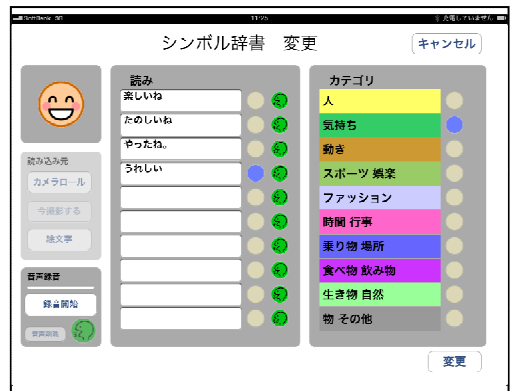 SoftBank 3G
11:25
充電していません
シンボル辞書 変更
キャンセル
読み
カテゴリ
楽しいね
たのしいね
やったね。
うれしい
人
気持ち
動き
スポーツ 娯楽
ファッション
時間 行事
乗り物 場所
食べ物 飲み物
生き物 自然
物 その他
読み込み元
カメラロール
今撮影する
絵文字
音声録音
録音開始
音声削除
変更